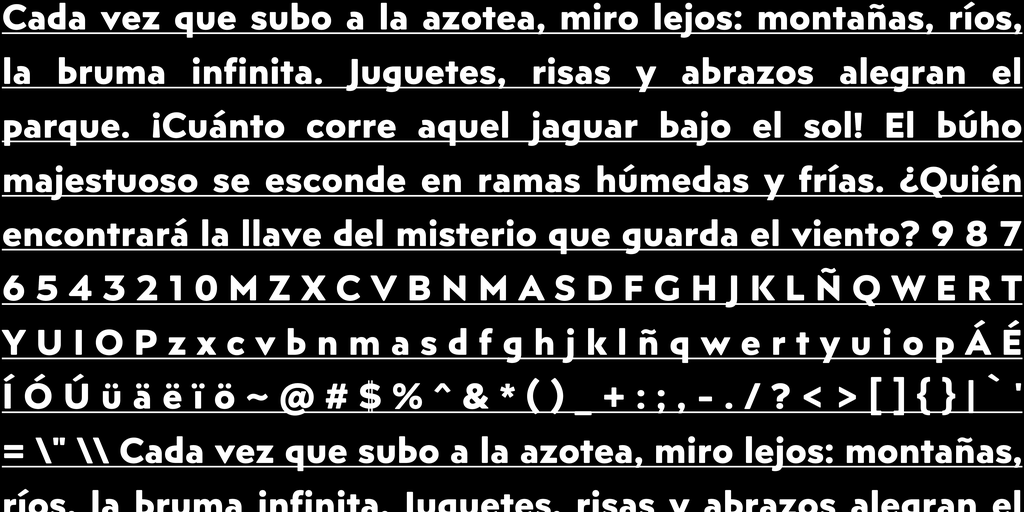 Cada vez que subo a la azotea, miro lejos: montañas, ríos,
la bruma infinita. Juguetes, risas y abrazos alegran el
parque. ¡Cuánto corre aquel jaguar bajo el sol! El búho
majestuoso se esconde en ramas húmedas y frías. ¿Quién
encontrará la llave del misterio que guarda el viento? 9 8 7
6 5 4 3 2 1 0 M Z X C V B N M A S D F G H J K L Ñ Q W E R T
Y U I O P z x c v b n m a s d f g h j k l ñ q w e r t y u i o p Á É
Í Ó Ú ü ä ë ï ö ~ @ # $ % ^ & * ( ) _ + : ; , - . / ? < > [ ] { } | ` '
= \" \\ Cada vez que subo a la azotea, miro lejos: montañas,
ríos, la bruma infinita. Juguetes, risas y abrazos alegran el